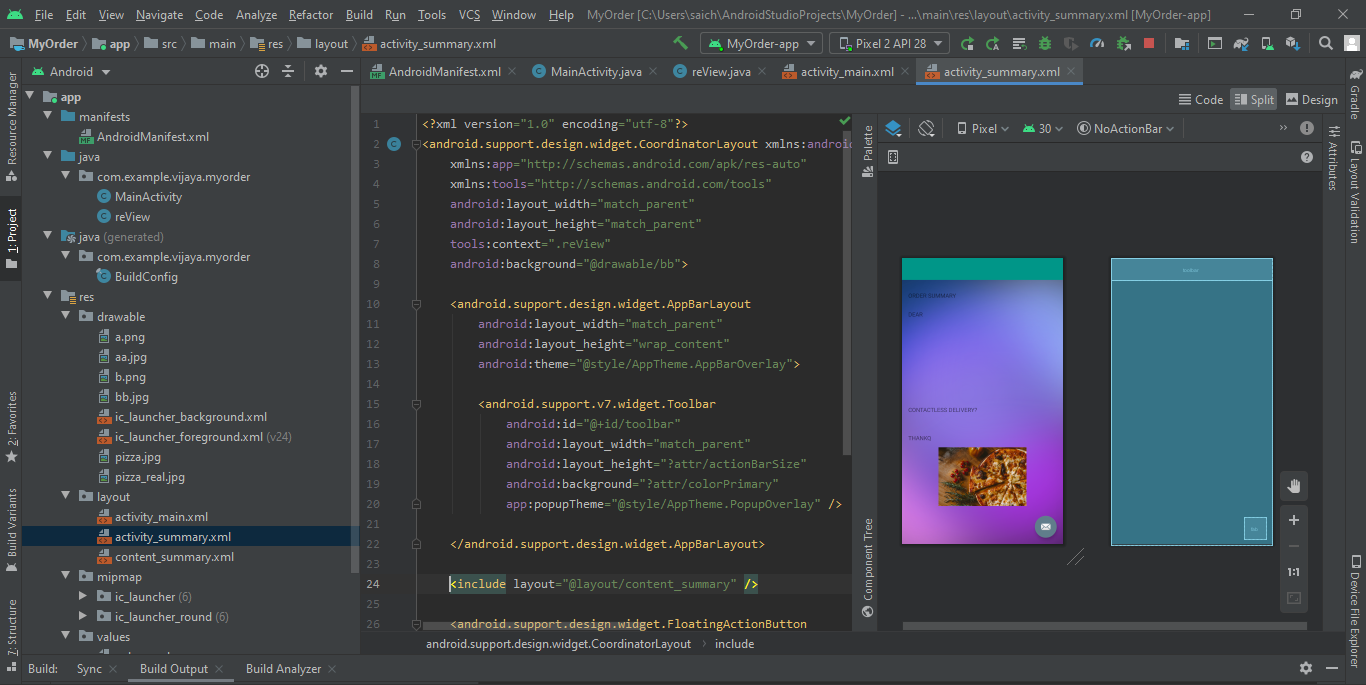 File Edit View Navigate Code Analyze Refactor Build Run Tools VCS Window Help MyOrder [C:\Users\saich\AndroidStudioProjects\MyOrder] - ...\main\res\layout\activity_summary.xml [MyOrder-app]
MyOrder app src main res layout activity_summary.xml MyOrder-app Pixel 2 API 28
Android AndroidManifest.xml MainActivity.java reView.java activity_main.xml activity_summary.xml
Code Split Design
Resource Manager
1: Project
2: Favorites
Build Variants
7: Structure
app
manifests
AndroidManifest.xml
java
com.example.vijaya.myorder
MainActivity
reView
java (generated)
com.example.vijaya.myorder
BuildConfig
res
drawable
a.png
aa.jpg
b.png
bb.jpg
ic_launcher_background.xml
ic_launcher_foreground.xml (v24)
pizza.jpg
pizza_real.jpg
layout
activity_main.xml
activity_summary.xml
content_summary.xml
mipmap
ic_launcher (6)
ic_launcher_round (6)
values
1 <?xml version="1.0" encoding="utf-8"?>
2 <android.support.design.widget.CoordinatorLayout xmlns:android
3 xmlns:app="http://schemas.android.com/apk/res-auto"
4 xmlns:tools="http://schemas.android.com/tools"
5 android:layout_width="match_parent"
6 android:layout_height="match_parent"
7 tools:context=".reView"
8 android:background="@drawable/bb">
9
10 <android.support.design.widget.AppBarLayout
11 android:layout_width="match_parent"
12 android:layout_height="wrap_content"
13 android:theme="@style/AppTheme.AppBarOverlay">
14
15 <android.support.v7.widget.Toolbar
16 android:id="@+id/toolbar"
17 android:layout_width="match_parent"
18 android:layout_height="?attr/actionBarSize"
19 android:background="?attr/colorPrimary"
20 app:popupTheme="@style/AppTheme.PopupOverlay" />
21
22 </android.support.design.widget.AppBarLayout>
23
24 <include layout="@layout/content_summary" />
25
26 <android.support.design.widget.FloatingActionButton
android.support.design.widget.CoordinatorLayout include
Palette
Component Tree
Pixel 30 NoActionBar
ORDER SUMMARY
DEAR
CONTACTLESS DELIVERY?
THANKQ
toolbar
1:1
Attributes
Gradle
Layout Validation
Device File Explorer
Build: Sync Build Output Build Analyzer